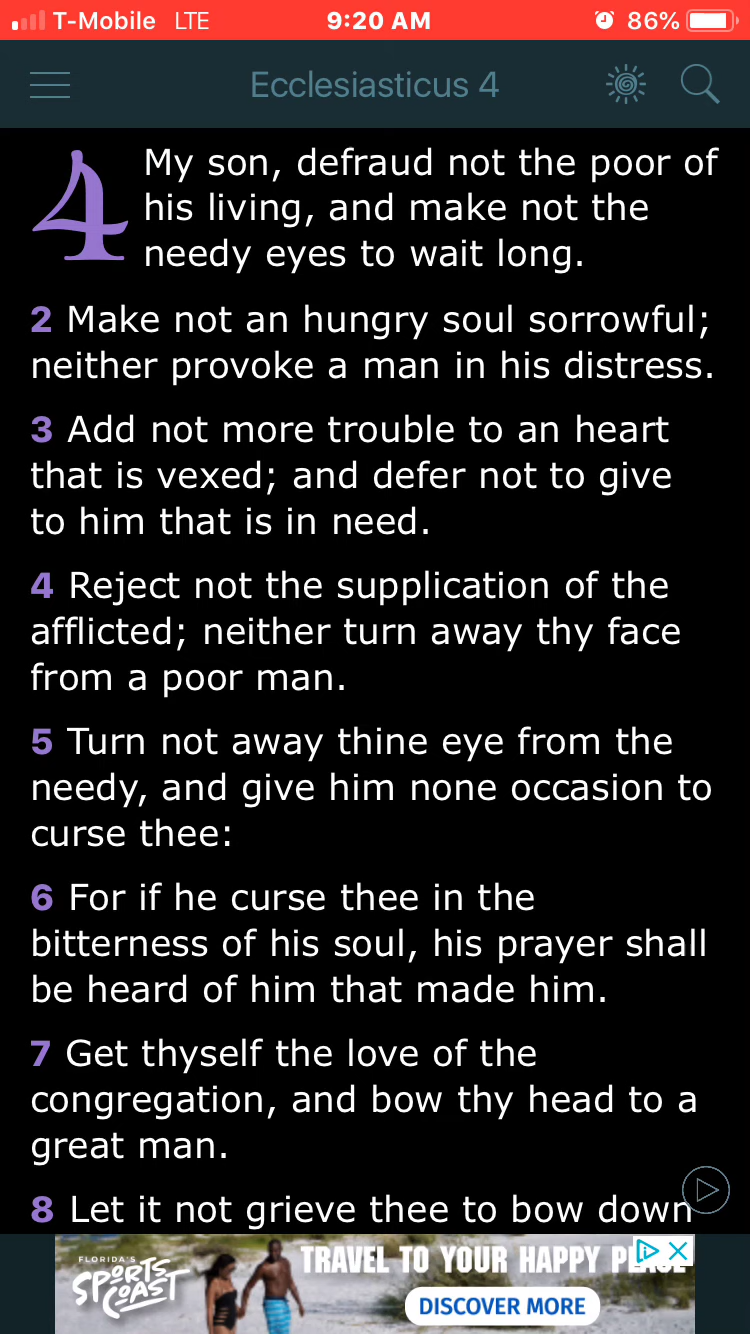 T-Mobile LTE 9:20 AM 86%
Ecclesiasticus 4
4 My son, defraud not the poor of
his living, and make not the
needy eyes to wait long.
2 Make not an hungry soul sorrowful;
neither provoke a man in his distress.
3 Add not more trouble to an heart
that is vexed; and defer not to give
to him that is in need.
4 Reject not the supplication of the
afflicted; neither turn away thy face
from a poor man.
5 Turn not away thine eye from the
needy, and give him none occasion to
curse thee:
6 For if he curse thee in the
bitterness of his soul, his prayer shall
be heard of him that made him.
7 Get thyself the love of the
congregation, and bow thy head to a
great man.
8 Let it not grieve thee to bow down
FLORIDA'S
SPORTS
COAST
TRAVEL TO YOUR HAPPY
DISCOVER MORE